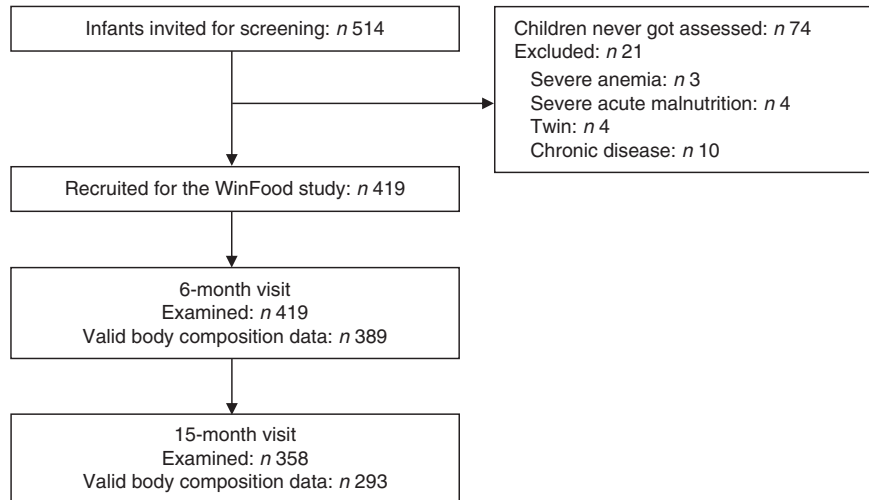 Infants invited for screening: n 514
Children never got assessed: n 74
Excluded: n 21
Severe anemia: n 3
Severe acute malnutrition: n 4
Twin: n 4
Chronic disease: n 10
Recruited for the WinFood study: n 419
6-month visit
Examined: n 419
Valid body composition data: n 389
15-month visit
Examined: n 358
Valid body composition data: n 293